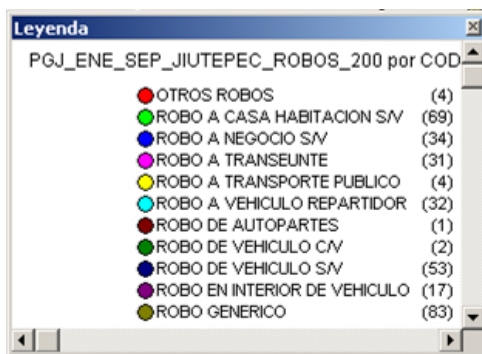 Leyenda
PGJ_ENE_SEP_JIUTEPEC_ROBOS_200 por COD
OTROS ROBOS (4)
ROBO A CASA HABITACION S/V (69)
ROBO A NEGOCIO S/V (34)
ROBO A TRANSEUNTE (31)
ROBO A TRANSPORTE PUBLICO (4)
ROBO A VEHICULO REPARTIDOR (32)
ROBO DE AUTOPARTES (1)
ROBO DE VEHICULO C/V (2)
ROBO DE VEHICULO S/V (53)
ROBO EN INTERIOR DE VEHICULO (17)
ROBO GENERICO (83)